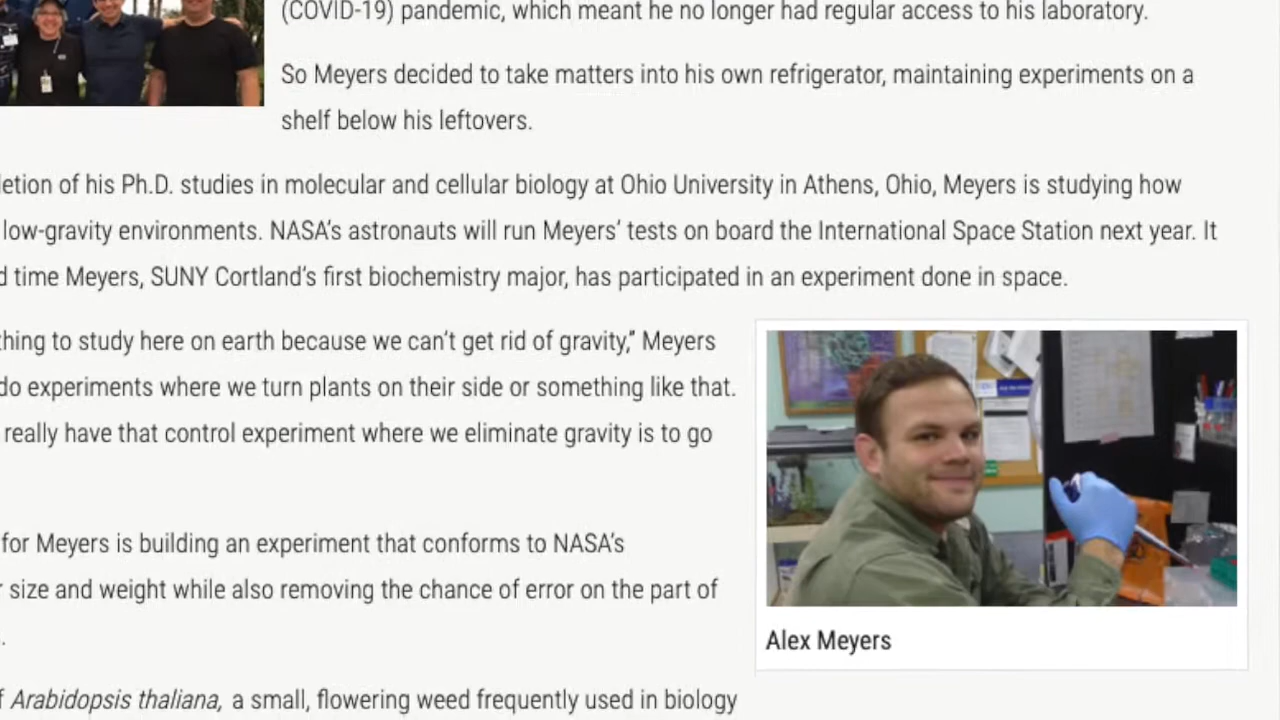 (COVID-19) pandemic, which meant he no longer had regular access to his laboratory.
So Meyers decided to take matters into his own refrigerator, maintaining experiments on a
shelf below his leftovers.
letion of his Ph.D. studies in molecular and cellular biology at Ohio University in Athens, Ohio, Meyers is studying how
low-gravity environments. NASA's astronauts will run Meyers' tests on board the International Space Station next year. It
d time Meyers, SUNY Cortland's first biochemistry major, has participated in an experiment done in space.
thing to study here on earth because we can't get rid of gravity,” Meyers
do experiments where we turn plants on their side or something like that.
really have that control experiment where we eliminate gravity is to go
for Meyers is building an experiment that conforms to NASA's
r size and weight while also removing the chance of error on the part of
Alex Meyers
f Arabidopsis thaliana, a small, flowering weed frequently used in biology